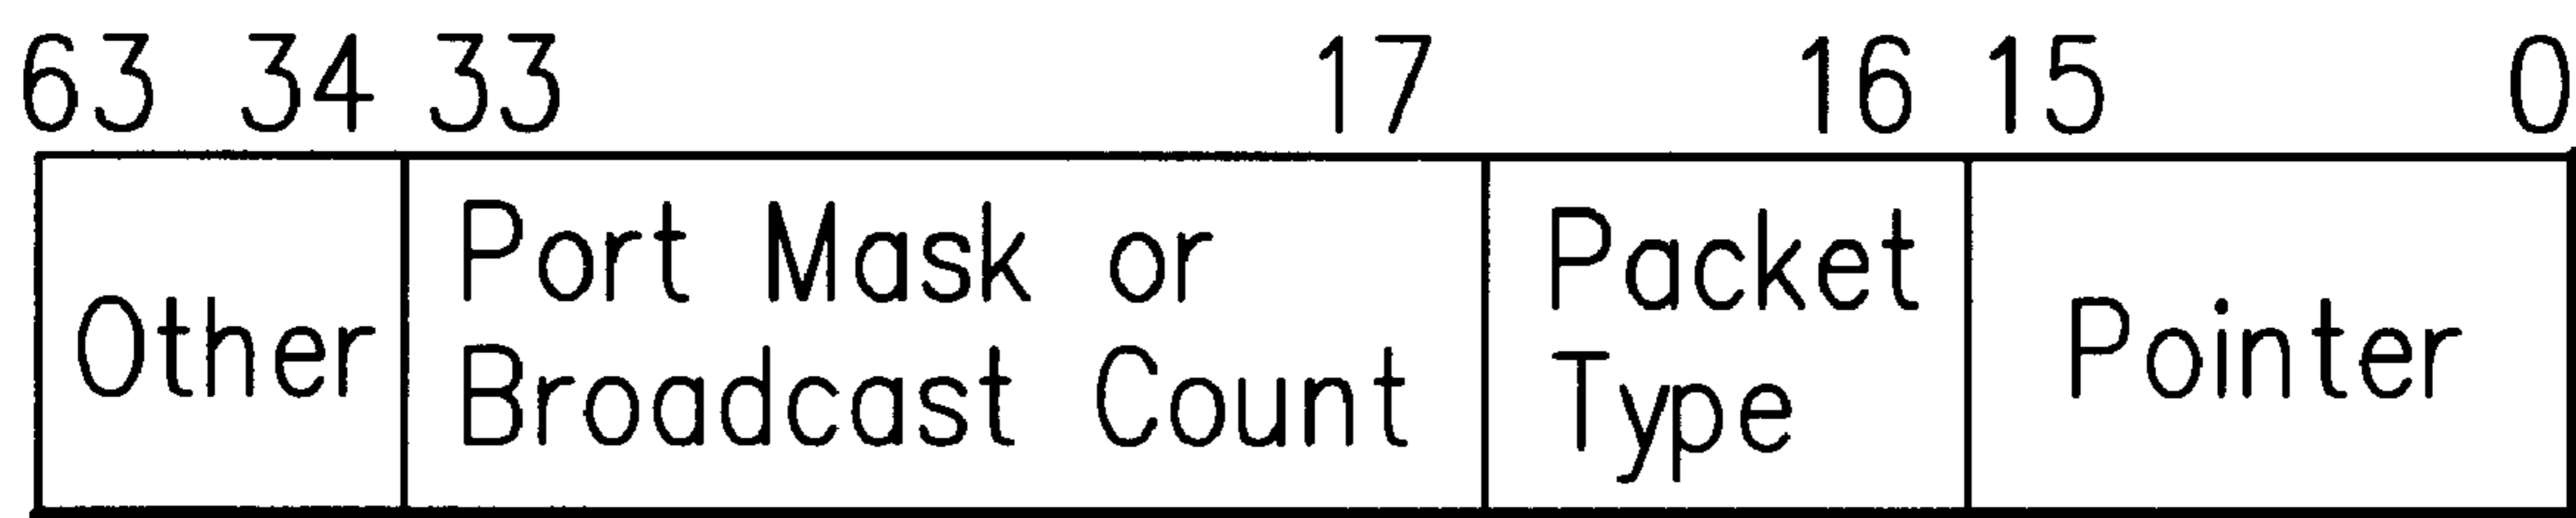 63 34 33 17 16 15 0
Other
Port Mask or
Broadcast Count
Packet
Type
Pointer